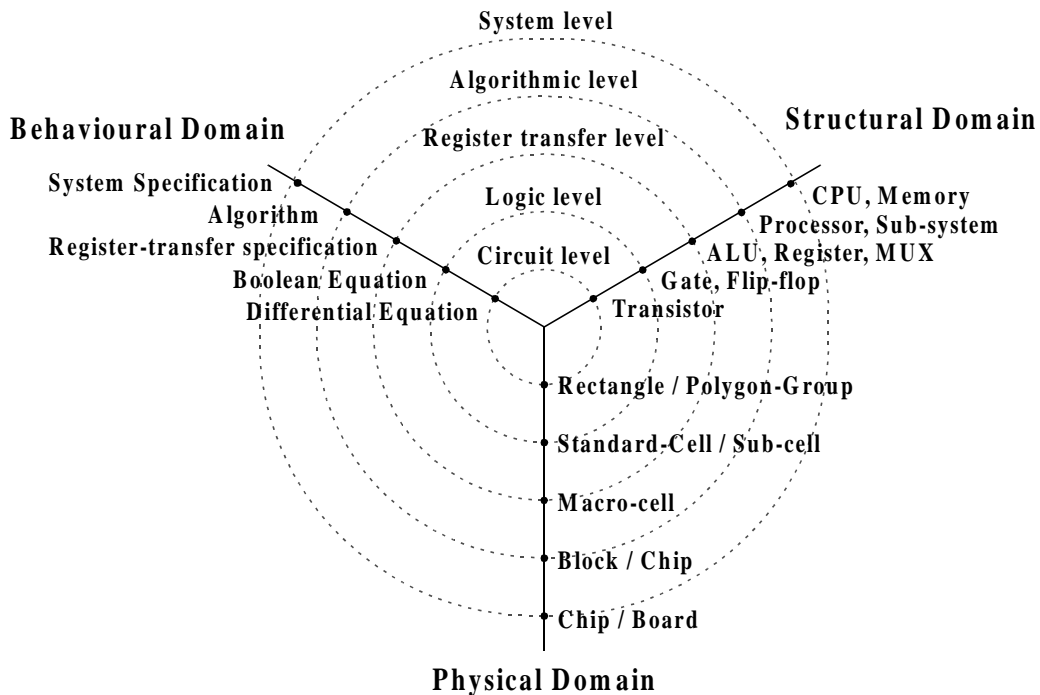 System level
Algorithmic level
Behavioural Domain
Structural Domain
Register transfer level
System Specification
CPU, Memory
Logic level
Algorithm
Processor, Sub-system
Register-transfer specification
ALU, Register, MUX
Circuit level
Boolean Equation
Gate, Flip-flop
Differential Equation
Transistor
Rectangle / Polygon-Group
Standard-Cell / Sub-cell
Macro-cell
Block / Chip
Chip / Board
Physical Domain